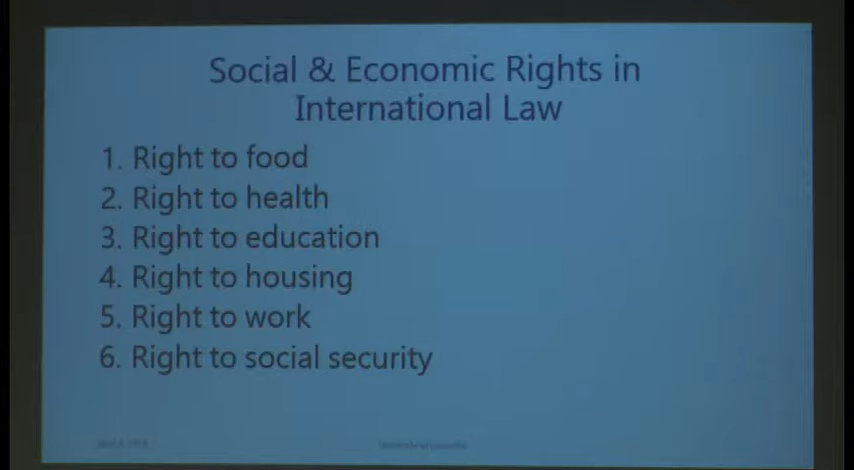 Social & Economic Rights in
International Law
1. Right to food
2. Right to health
3. Right to education
4. Right to housing
5. Right to work
6. Right to social security